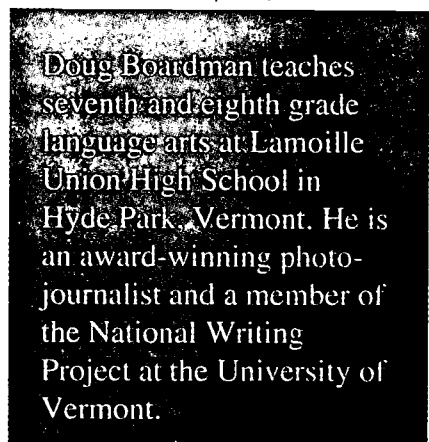 Doug Boardman teaches
seventh and eighth grade
language arts at Lamoille
Union High School in
Hyde Park, Vermont. He is
an award-winning photo-
journalist and a member of
the National Writing
Project at the University of
Vermont.